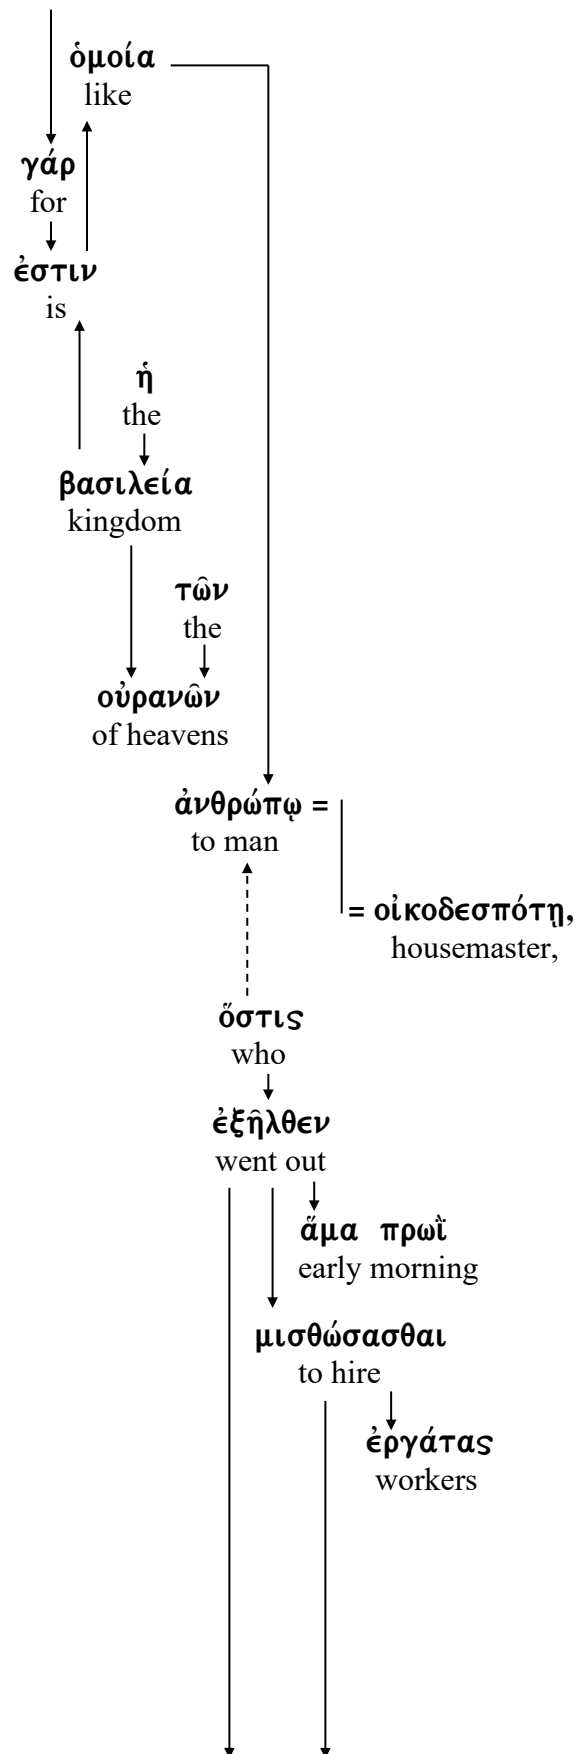 ὁμοία
like
γάρ
for
ἐστιν
is
ἡ
the
βασιλεία
kingdom
τῶν
the
οὐρανῶν
of heavens
ἀνθρώπῳ =
to man
= οἰκοδεσπότῃ,
housemaster,
ὅστις
who
ἐξῆλθεν
went out
ἅμα πρωῒ
early morning
μισθώσασθαι
to hire
ἐργάτας
workers